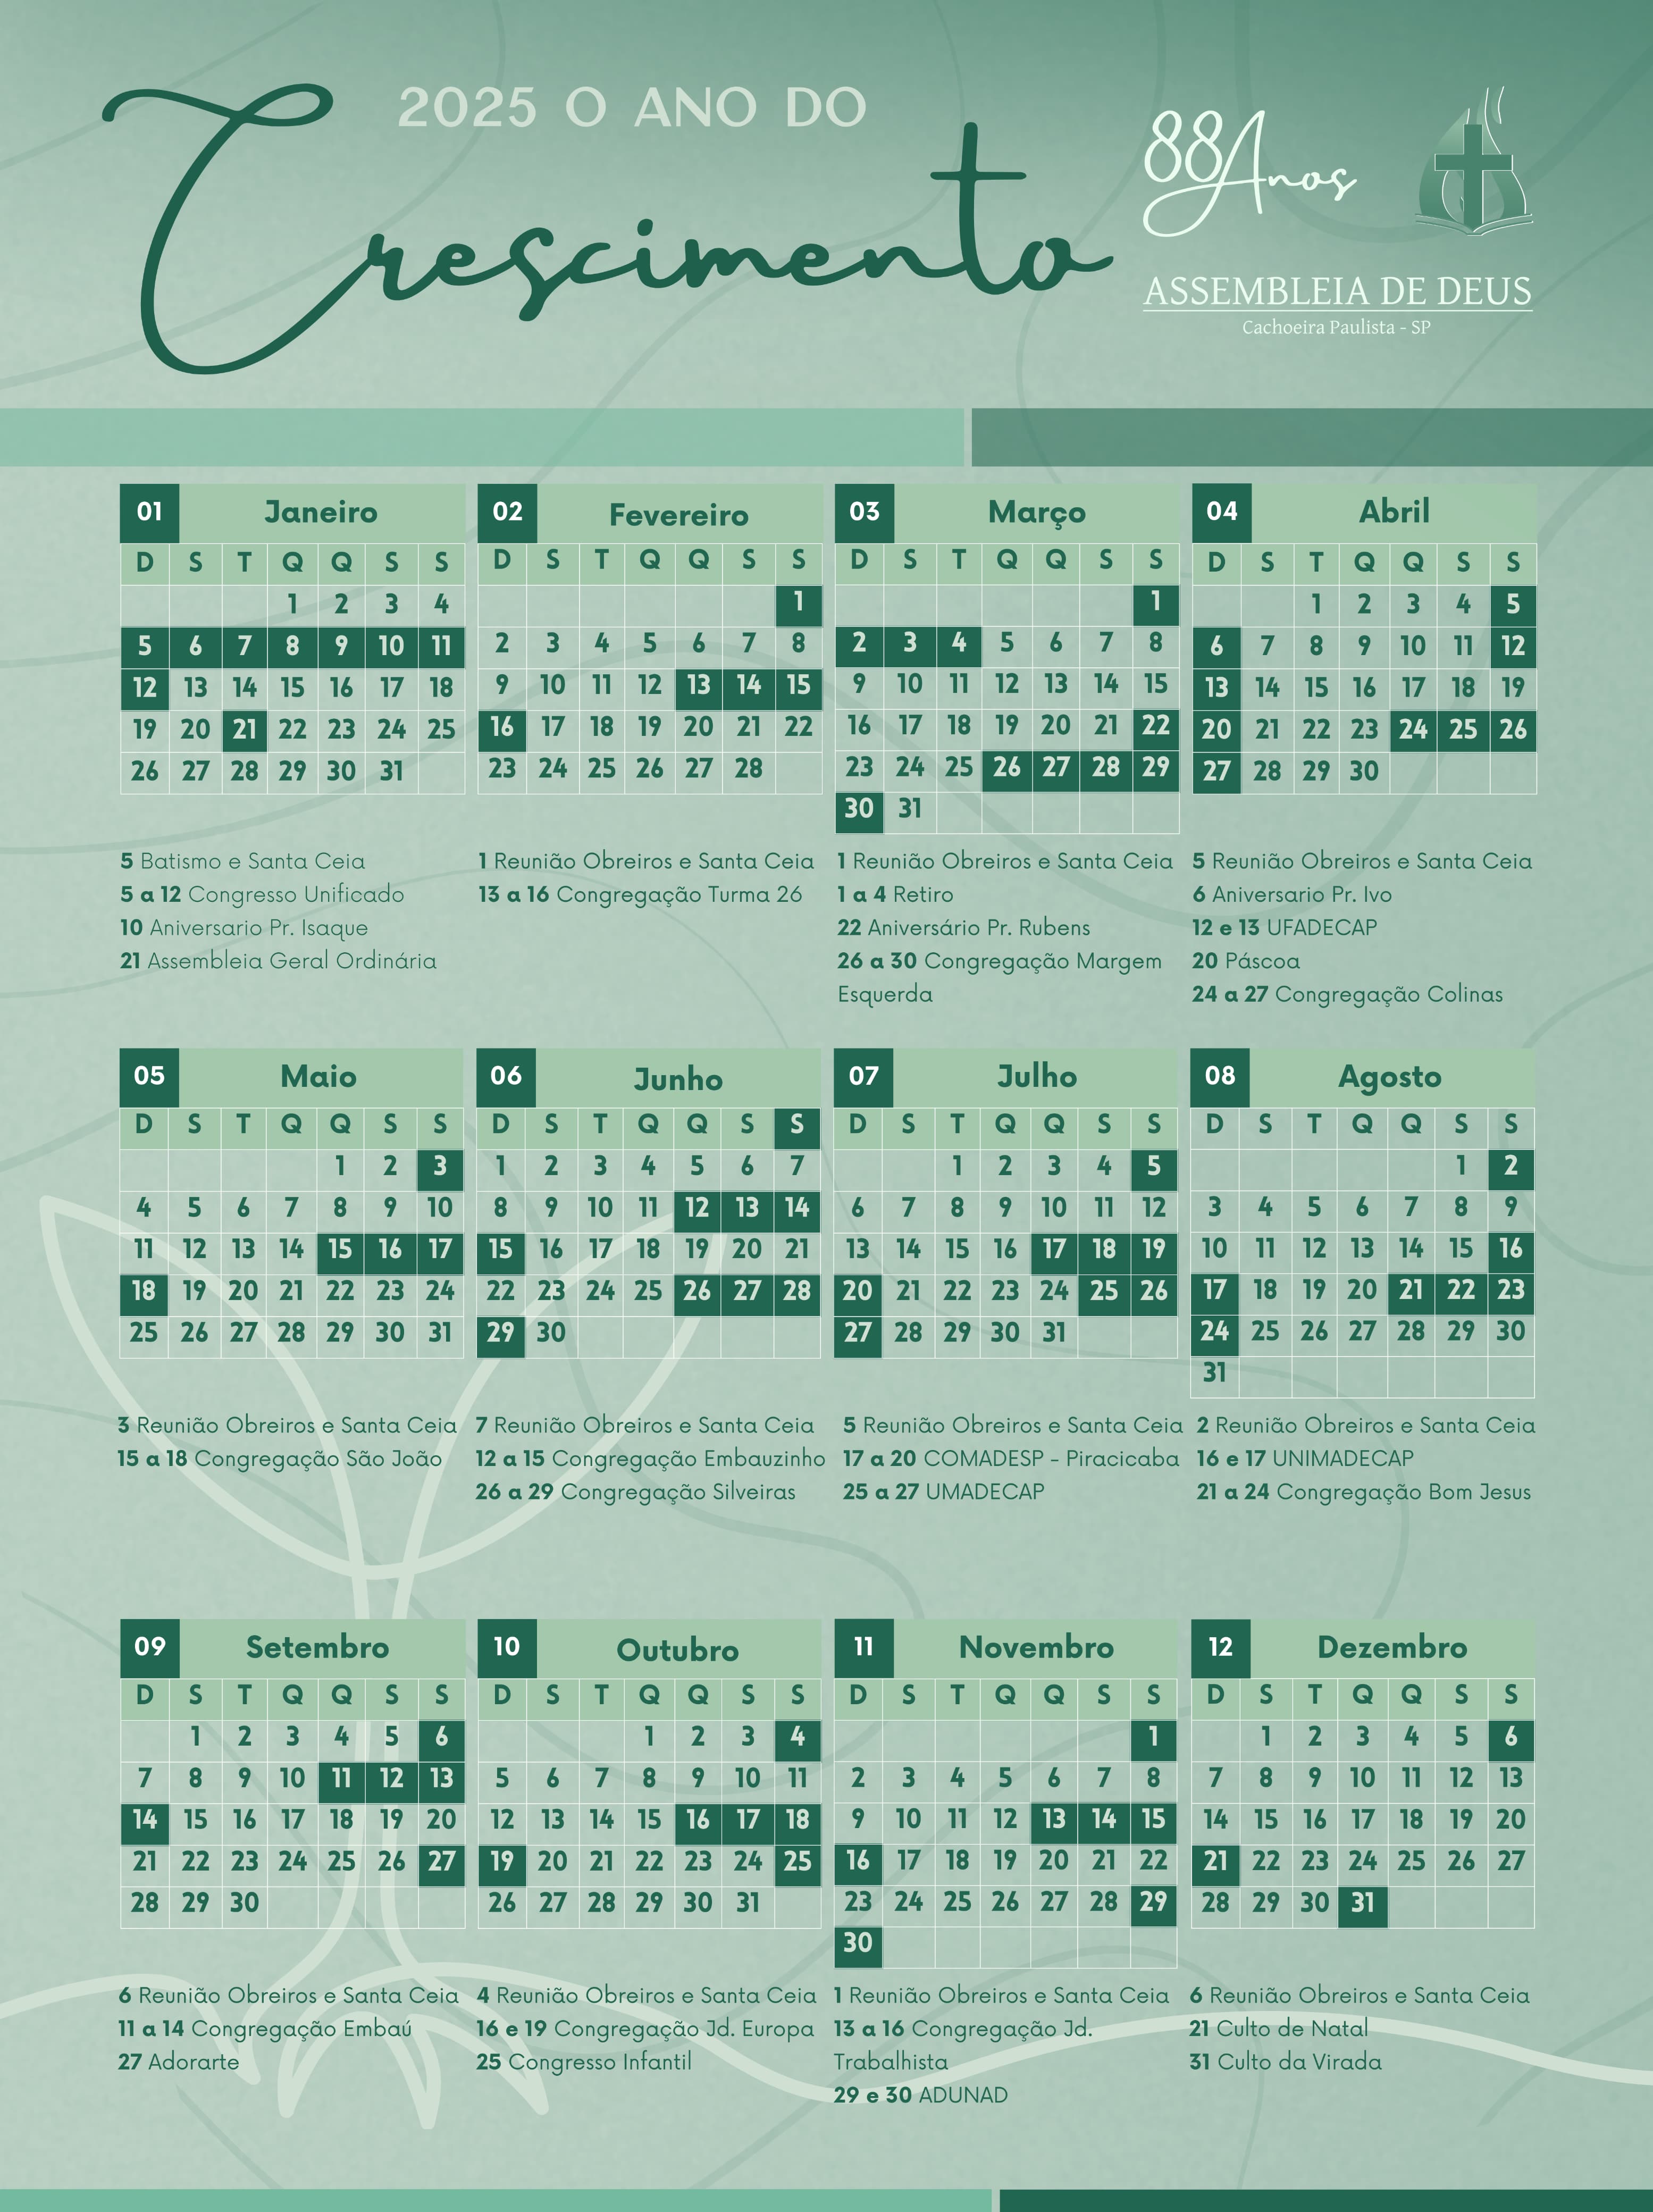 2025 O ANO DO
Crescimento
88 Anos
ASSEMBLEIA DE DEUS
Cachoeira Paulista - SP
01 Janeiro
D S T Q Q S S
1 2 3 4
5 6 7 8 9 10 11
12 13 14 15 16 17 18
19 20 21 22 23 24 25
26 27 28 29 30 31
5 Batismo e Santa Ceia
5 a 12 Congresso Unificado
10 Aniversario Pr. Isaque
21 Assembleia Geral Ordinária
02 Fevereiro
D S T Q Q S S
1
2 3 4 5 6 7 8
9 10 11 12 13 14 15
16 17 18 19 20 21 22
23 24 25 26 27 28
1 Reunião Obreiros e Santa Ceia
13 a 16 Congregação Turma 26
03 Março
D S T Q Q S S
1
2 3 4 5 6 7 8
9 10 11 12 13 14 15
16 17 18 19 20 21 22
23 24 25 26 27 28 29
30 31
1 Reunião Obreiros e Santa Ceia
1 a 4 Retiro
22 Aniversário Pr. Rubens
26 a 30 Congregação Margem
Esquerda
04 Abril
D S T Q Q S S
1 2 3 4 5
6 7 8 9 10 11 12
13 14 15 16 17 18 19
20 21 22 23 24 25 26
27 28 29 30
5 Reunião Obreiros e Santa Ceia
6 Aniversario Pr. Ivo
12 e 13 UFADECAP
20 Páscoa
24 a 27 Congregação Colinas
05 Maio
D S T Q Q S S
1 2 3
4 5 6 7 8 9 10
11 12 13 14 15 16 17
18 19 20 21 22 23 24
25 26 27 28 29 30 31
3 Reunião Obreiros e Santa Ceia
15 a 18 Congregação São João
06 Junho
D S T Q Q S S
1 2 3 4 5 6 7
8 9 10 11 12 13 14
15 16 17 18 19 20 21
22 23 24 25 26 27 28
29 30
7 Reunião Obreiros e Santa Ceia
12 a 15 Congregação Embauzinho
26 a 29 Congregação Silveiras
07 Julho
D S T Q Q S S
1 2 3 4 5
6 7 8 9 10 11 12
13 14 15 16 17 18 19
20 21 22 23 24 25 26
27 28 29 30 31
5 Reunião Obreiros e Santa Ceia
17 a 20 COMADESP - Piracicaba
25 a 27 UMADECAP
08 Agosto
D S T Q Q S S
1 2
3 4 5 6 7 8 9
10 11 12 13 14 15 16
17 18 19 20 21 22 23
24 25 26 27 28 29 30
31
2 Reunião Obreiros e Santa Ceia
16 e 17 UNIMADECAP
21 a 24 Congregação Bom Jesus
09 Setembro
D S T Q Q S S
1 2 3 4 5 6
7 8 9 10 11 12 13
14 15 16 17 18 19 20
21 22 23 24 25 26 27
28 29 30
6 Reunião Obreiros e Santa Ceia
11 a 14 Congregação Embaú
27 Adorarte
10 Outubro
D S T Q Q S S
1 2 3 4
5 6 7 8 9 10 11
12 13 14 15 16 17 18
19 20 21 22 23 24 25
26 27 28 29 30 31
4 Reunião Obreiros e Santa Ceia
16 e 19 Congregação Jd. Europa
25 Congresso Infantil
11 Novembro
D S T Q Q S S
1
2 3 4 5 6 7 8
9 10 11 12 13 14 15
16 17 18 19 20 21 22
23 24 25 26 27 28 29
30
1 Reunião Obreiros e Santa Ceia
13 a 16 Congregação Jd.
Trabalhista
29 e 30 ADUNAD
12 Dezembro
D S T Q Q S S
1 2 3 4 5 6
7 8 9 10 11 12 13
14 15 16 17 18 19 20
21 22 23 24 25 26 27
28 29 30 31
6 Reunião Obreiros e Santa Ceia
21 Culto de Natal
31 Culto da Virada